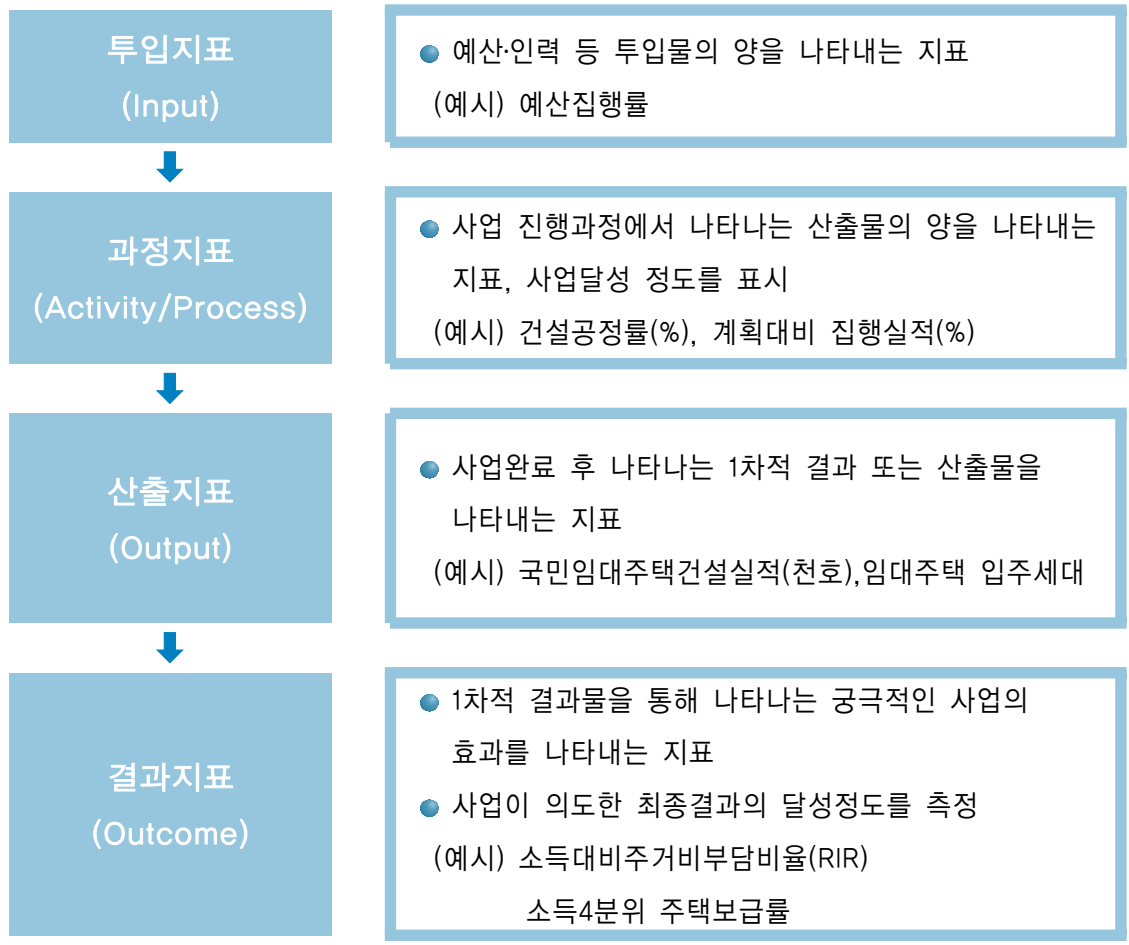 투입지표
(Input)
● 예산·인력 등 투입물의 양을 나타내는 지표
(예시) 예산집행률
과정지표
(Activity/Process)
● 사업 진행과정에서 나타나는 산출물의 양을 나타내는
지표, 사업달성 정도를 표시
(예시) 건설공정률(%), 계획대비 집행실적(%)
산출지표
(Output)
● 사업완료 후 나타나는 1차적 결과 또는 산출물을
나타내는 지표
(예시) 국민임대주택건설실적(천호),임대주택 입주세대
결과지표
(Outcome)
● 1차적 결과물을 통해 나타나는 궁극적인 사업의
효과를 나타내는 지표
● 사업이 의도한 최종결과의 달성정도를 측정
(예시) 소득대비주거비부담비율(RIR)
소득4분위 주택보급률